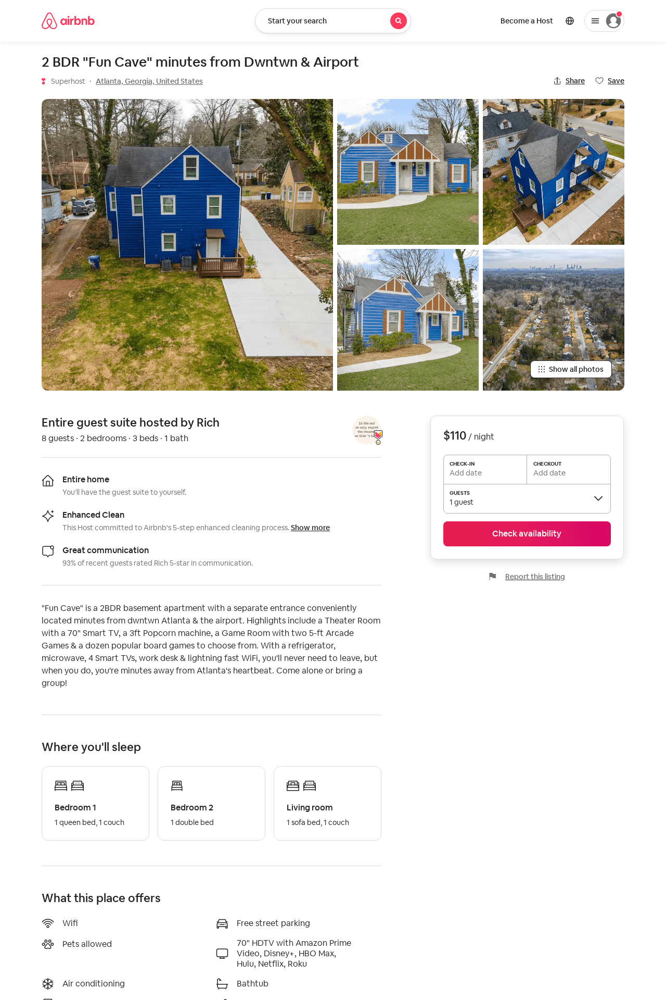 airbnb
Start your search
Become a Host
2 BDR "Fun Cave" minutes from Dwntwn & Airport
Superhost · Atlanta, Georgia, United States
Share
Save
Show all photos
Entire guest suite hosted by Rich
8 guests · 2 bedrooms · 3 beds · 1 bath
In the end
we only regret
the chances
we didn't
$110 / night
CHECK-IN
Add date
CHECKOUT
Add date
GUESTS
1 guest
Check availability
Report this listing
Entire home
You'll have the guest suite to yourself.
Enhanced Clean
This Host committed to Airbnb's 5-step enhanced cleaning process. Show more
Great communication
93% of recent guests rated Rich 5-star in communication.
"Fun Cave" is a 2BDR basement apartment with a separate entrance conveniently
located minutes from dwntwn Atlanta & the airport. Highlights include a Theater Room
with a 70" Smart TV, a 3ft Popcorn machine, a Game Room with two 5-ft Arcade
Games & a dozen popular board games to choose from. With a refrigerator,
microwave, 4 Smart TVs, work desk & lightning fast WiFi, you'll never need to leave, but
when you do, you're minutes away from Atlanta's heartbeat. Come alone or bring a
group!
Where you'll sleep
Bedroom 1
1 queen bed, 1 couch
Bedroom 2
1 double bed
Living room
1 sofa bed, 1 couch
What this place offers
Wifi
Free street parking
Pets allowed
70" HDTV with Amazon Prime
Video, Disney+, HBO Max,
Hulu, Netflix, Roku
Air conditioning
Bathtub